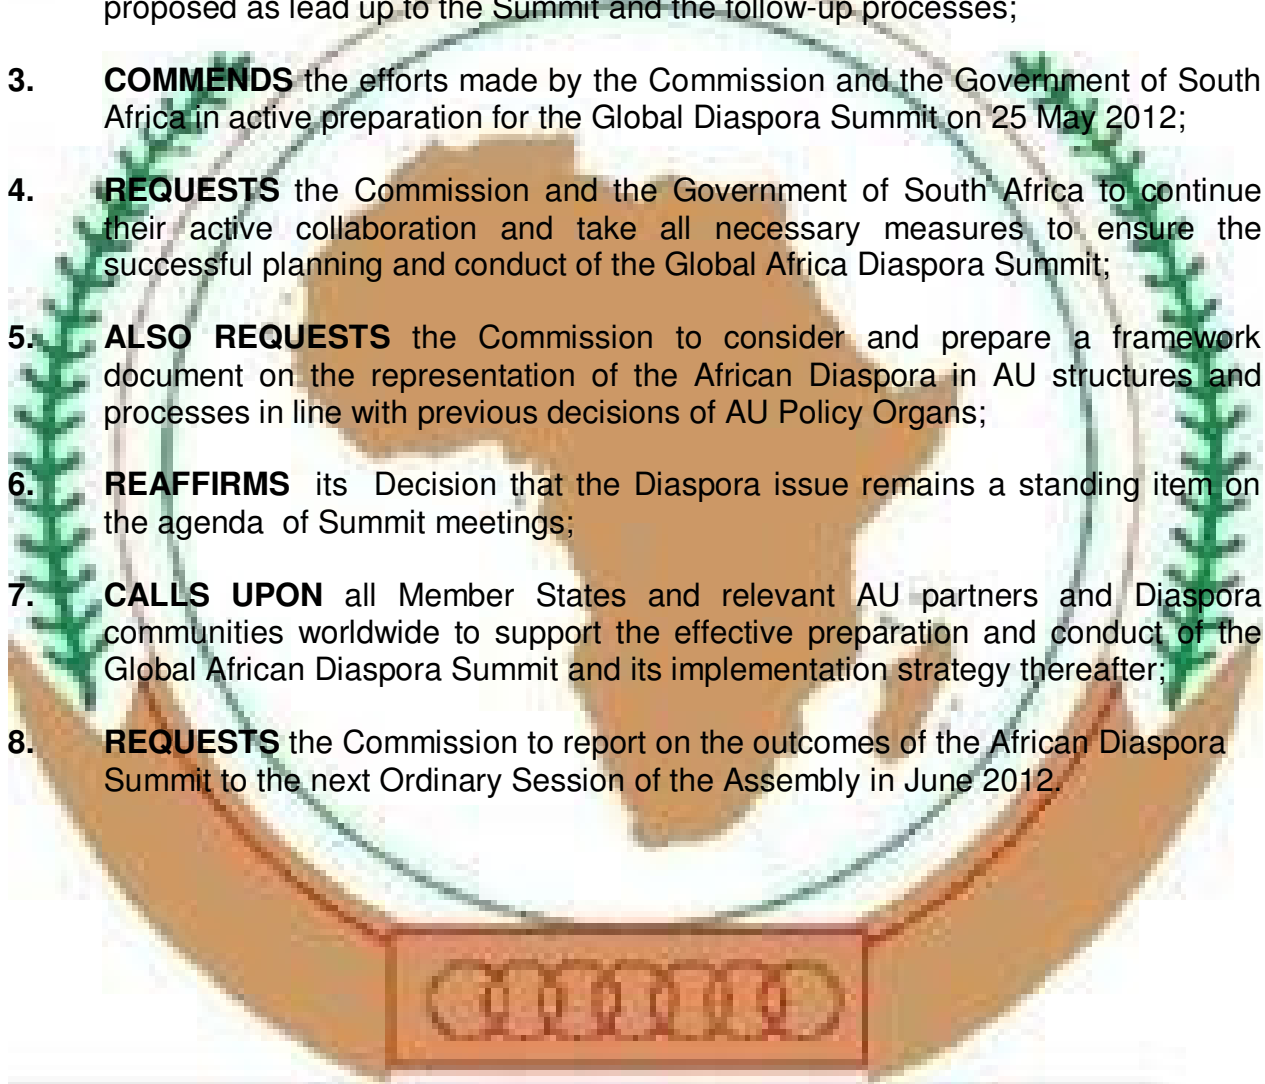 proposed as lead up to the Summit and the follow-up processes;
3. COMMENDS the efforts made by the Commission and the Government of South
Africa in active preparation for the Global Diaspora Summit on 25 May 2012;
4. REQUESTS the Commission and the Government of South Africa to continue
their active collaboration and take all necessary measures to ensure the
successful planning and conduct of the Global Africa Diaspora Summit;
5. ALSO REQUESTS the Commission to consider and prepare a framework
document on the representation of the African Diaspora in AU structures and
processes in line with previous decisions of AU Policy Organs;
6. REAFFIRMS its Decision that the Diaspora issue remains a standing item on
the agenda of Summit meetings;
7. CALLS UPON all Member States and relevant AU partners and Diaspora
communities worldwide to support the effective preparation and conduct of the
Global African Diaspora Summit and its implementation strategy thereafter;
8. REQUESTS the Commission to report on the outcomes of the African Diaspora
Summit to the next Ordinary Session of the Assembly in June 2012.